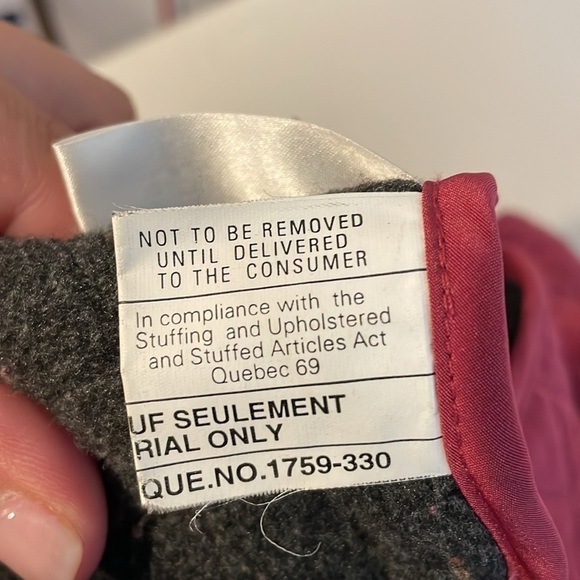 NOT TO BE REMOVED
UNTIL DELIVERED
TO THE CONSUMER
In compliance with the
Stuffing and Upholstered
and Stuffed Articles Act
Quebec 69
UF SEULEMENT
RIAL ONLY
QUE.NO.1759-330